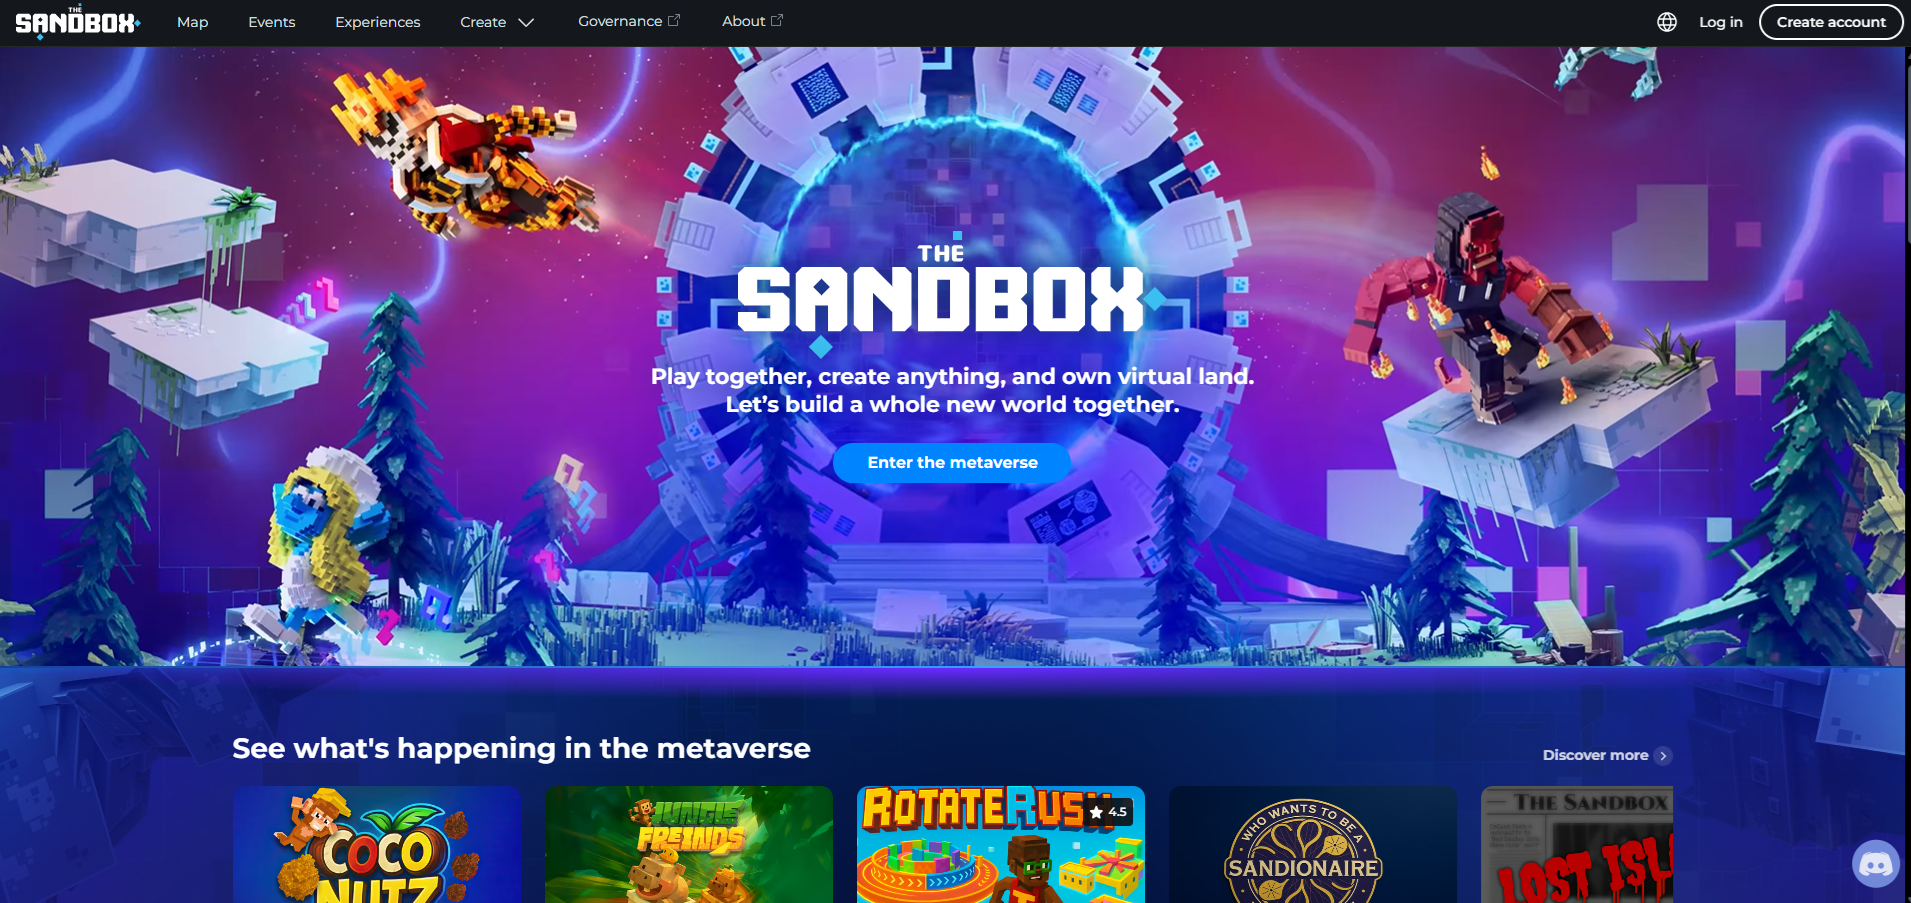 THE
SANDBOX
Map
Events
Experiences
Create
Governance
About
Log in
Create account
THE
SANDBOX
Play together, create anything, and own virtual land.
Let’s build a whole new world together.
Enter the metaverse
See what's happening in the metaverse
Discover more
COCO
NUTZ
JUNGLE
FREINDS
ROTATE RUSH
4.5
WHO WANTS TO BE A
SANDIONAIRE
THE SANDBOX
LOST ISL